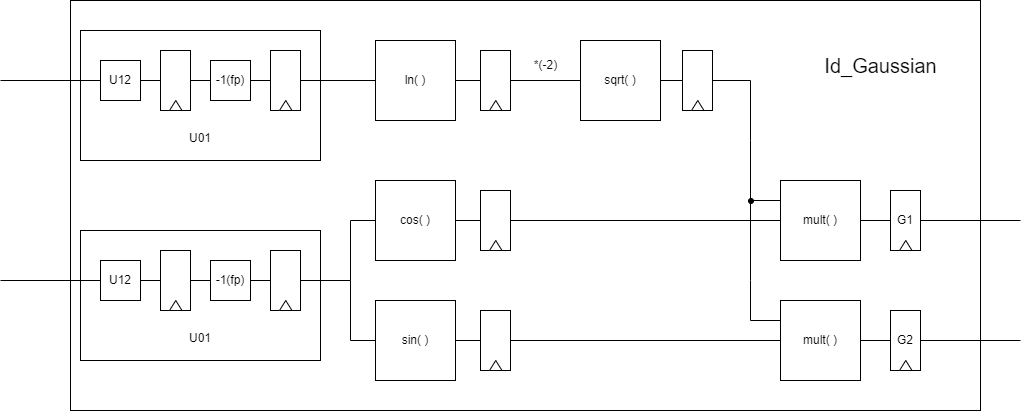 Id_Gaussian
U12
-1(fp)
U01
ln( )
*(-2)
sqrt( )
cos( )
mult( )
G1
U12
-1(fp)
U01
sin( )
mult( )
G2